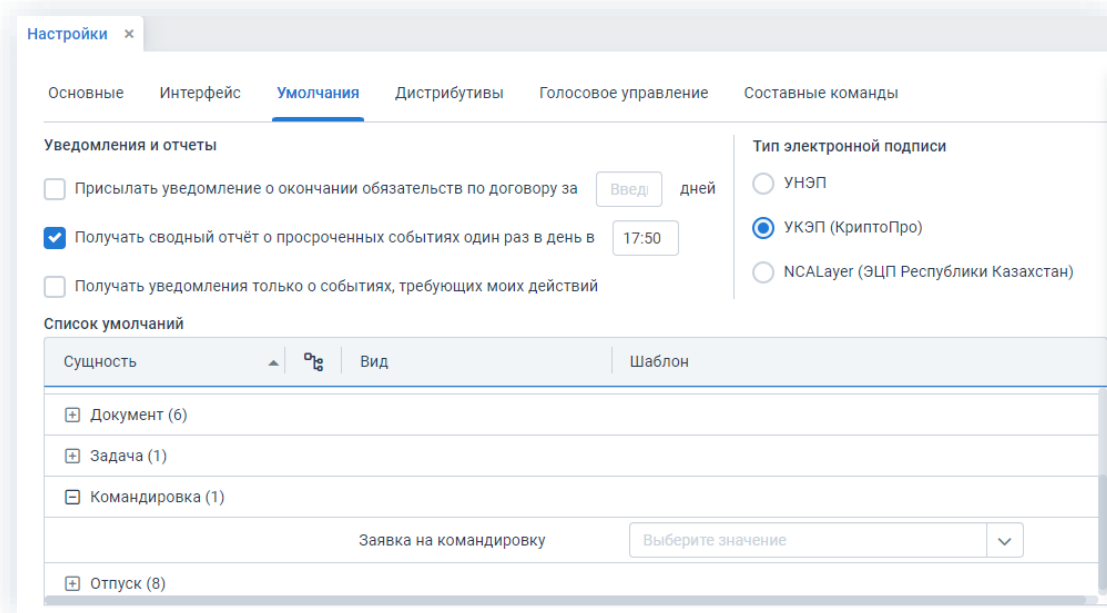 Настройки ×
Основные Интерфейс Умолчания Дистрибутивы Голосовое управление Составные команды
Уведомления и отчеты
Присылать уведомление о окончании обязательств по договору за Введ дней
Получать сводный отчёт о просроченных событиях один раз в день в 17:50
Получать уведомления только о событиях, требующих моих действий
Тип электронной подписи
УНЭП
УКЭП (КриптоПро)
NCALayer (ЭЦП Республики Казахстан)
Список умолчаний
Сущность Вид Шаблон
Документ (6)
Задача (1)
Командировка (1)
Заявка на командировку Выберите значение
Отпуск (8)